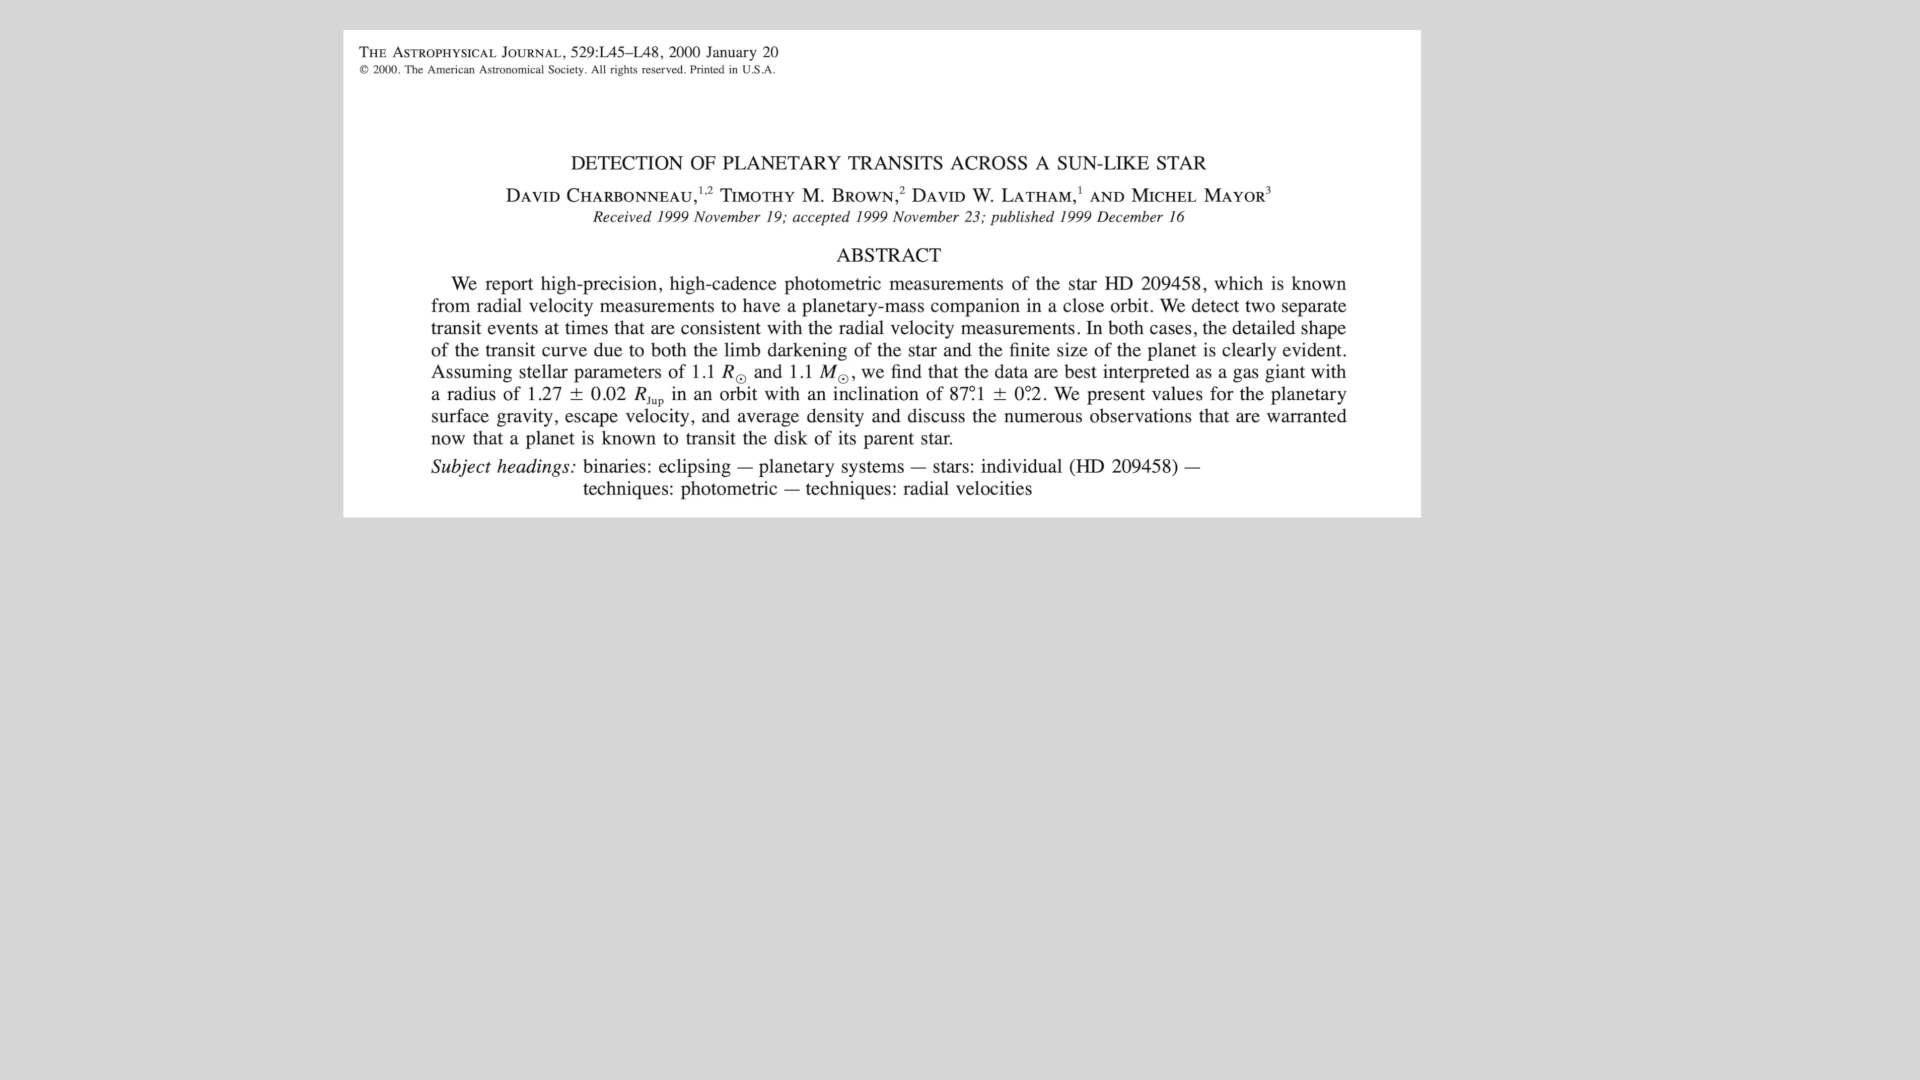 THE ASTROPHYSICAL JOURNAL, 529:L45–L48, 2000 January 20
© 2000. The American Astronomical Society. All rights reserved. Printed in U.S.A.
DETECTION OF PLANETARY TRANSITS ACROSS A SUN-LIKE STAR
DAVID CHARBONNEAU,¹,² TIMOTHY M. BROWN,² DAVID W. LATHAM,¹ AND MICHEL MAYOR³
Received 1999 November 19; accepted 1999 November 23; published 1999 December 16
ABSTRACT
We report high-precision, high-cadence photometric measurements of the star HD 209458, which is known
from radial velocity measurements to have a planetary-mass companion in a close orbit. We detect two separate
transit events at times that are consistent with the radial velocity measurements. In both cases, the detailed shape
of the transit curve due to both the limb darkening of the star and the finite size of the planet is clearly evident.
Assuming stellar parameters of 1.1 R☉ and 1.1 M☉, we find that the data are best interpreted as a gas giant with
a radius of 1.27 ± 0.02 R_Jup in an orbit with an inclination of 87°.1 ± 0°.2. We present values for the planetary
surface gravity, escape velocity, and average density and discuss the numerous observations that are warranted
now that a planet is known to transit the disk of its parent star.
Subject headings: binaries: eclipsing — planetary systems — stars: individual (HD 209458) —
techniques: photometric — techniques: radial velocities